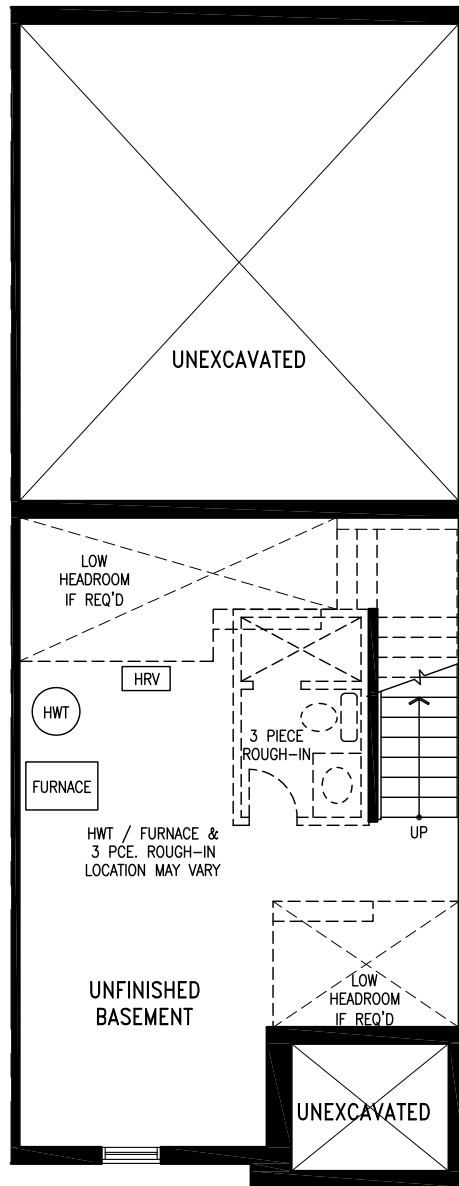 UNEXCAVATED
LOW
HEADROOM
IF REQ'D
HRV
HWT
3 PIECE
ROUGH-IN
FURNACE
HWT / FURNACE &
3 PCE. ROUGH-IN
LOCATION MAY VARY
UP
UNFINISHED
BASEMENT
LOW
HEADROOM
IF REQ'D
UNEXCAVATED